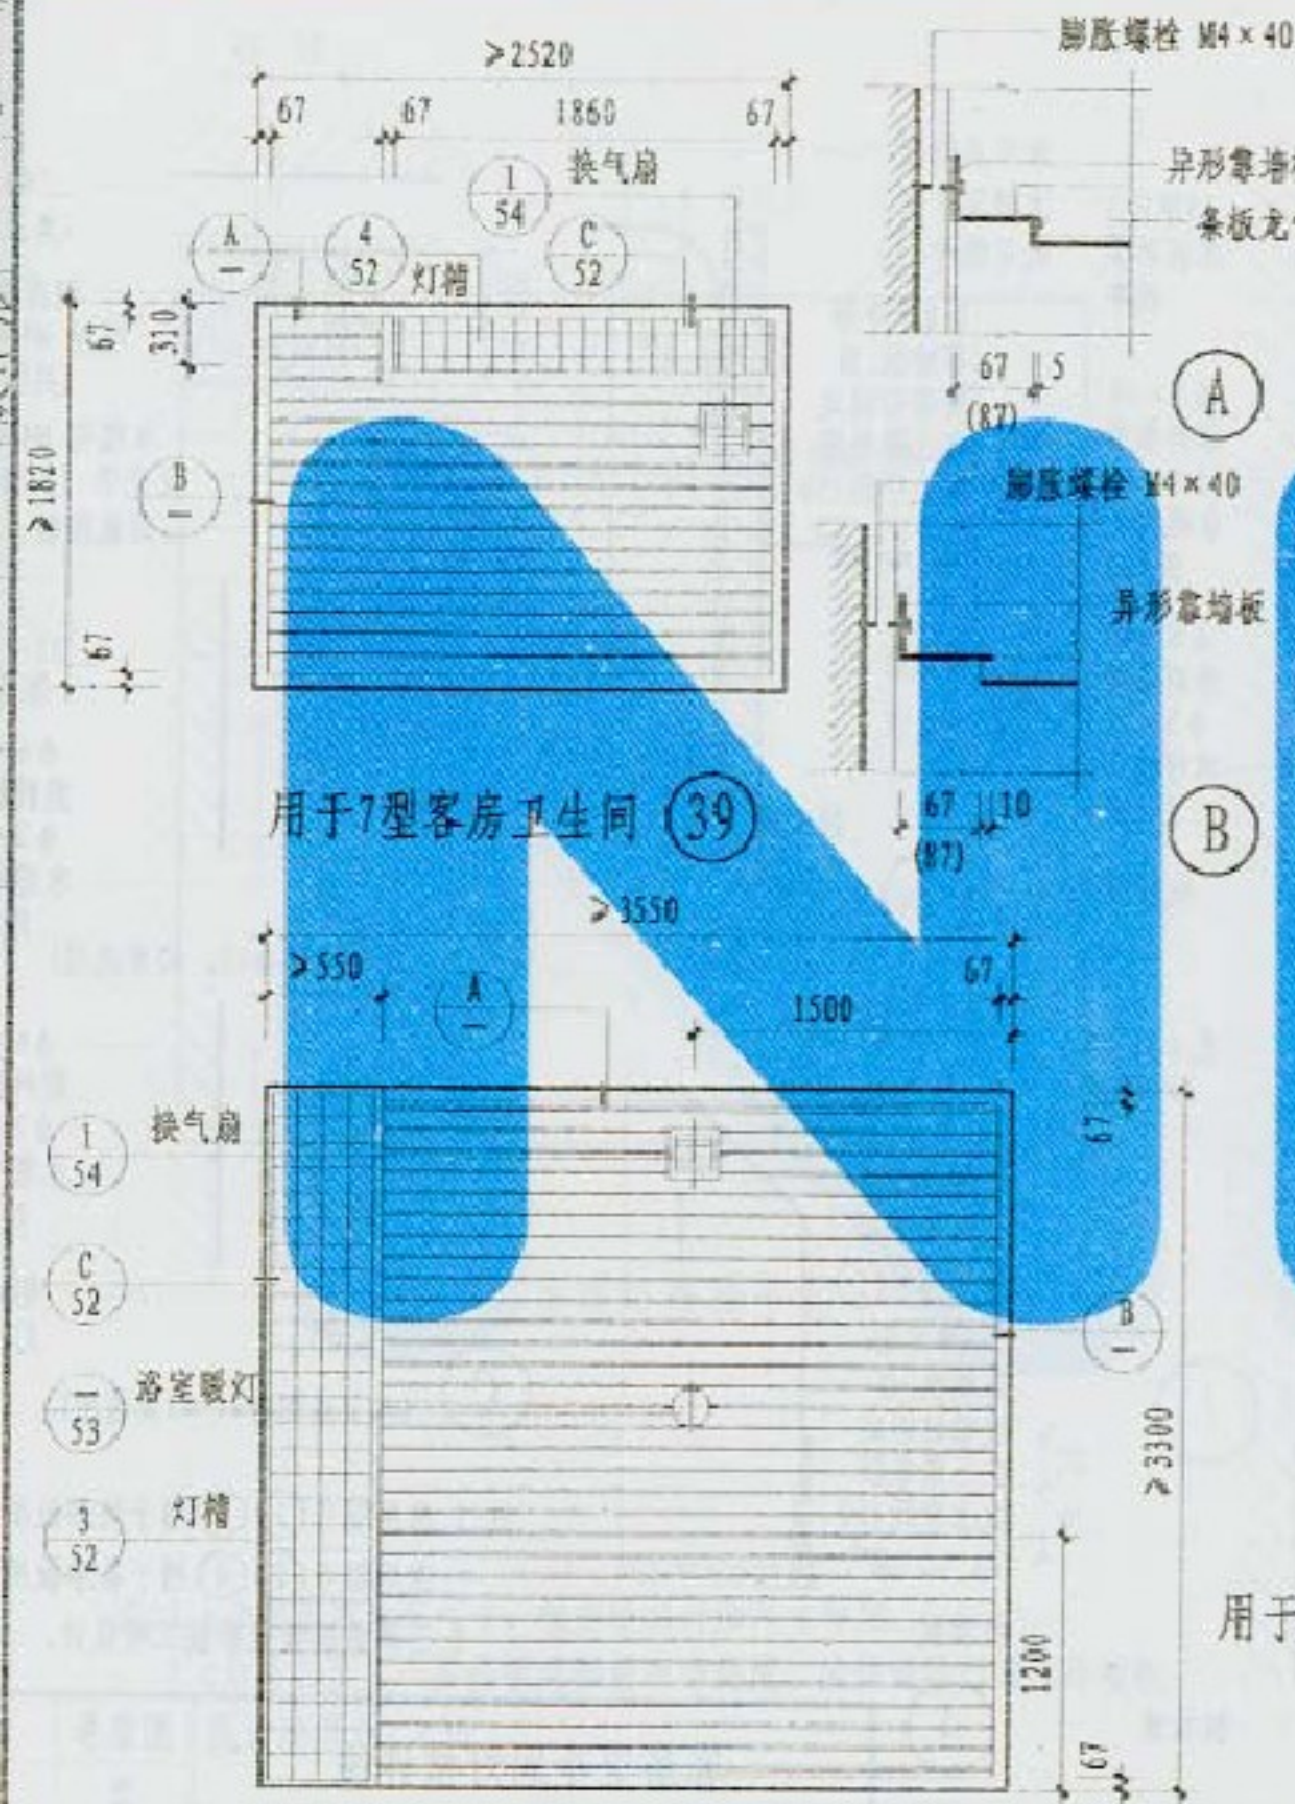 膨胀螺栓 M4×40
≥2520
67 67 1860 67
换气扇
1
54
异形靠墙
A
—
4
52
灯槽
C
52
条板龙
67
310
67 5
(87)
A
≥1820
B
—
膨胀螺栓 M4×40
异形靠墙板
67
用于7型客房卫生间 39
67 10
(87)
B
≥3550
≥550
67
A
—
1500
67
换气扇
1
54
C
52
B
—
浴室暖灯
—
53
≥3300
灯槽
3
52
1200
用于
67